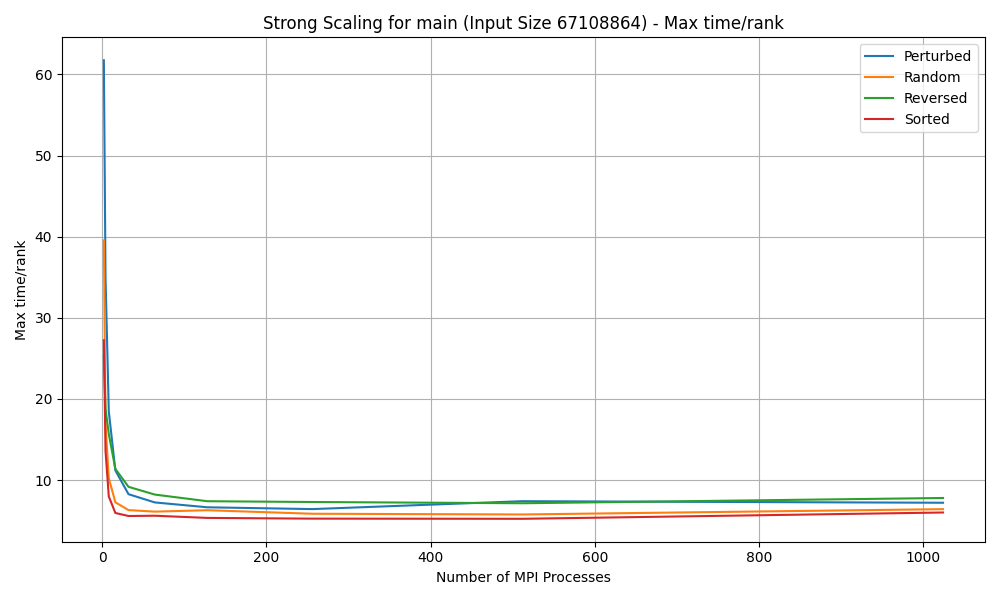 Strong Scaling for main (Input Size 67108864) - Max time/rank
Perturbed
Random
Reversed
Sorted
Max time/rank
60
50
40
30
20
10
0 200 400 600 800 1000
Number of MPI Processes